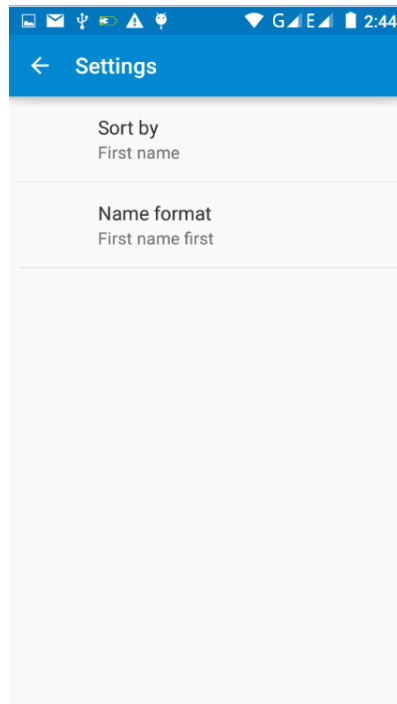 G E 2:44
Settings
Sort by
First name
Name format
First name first